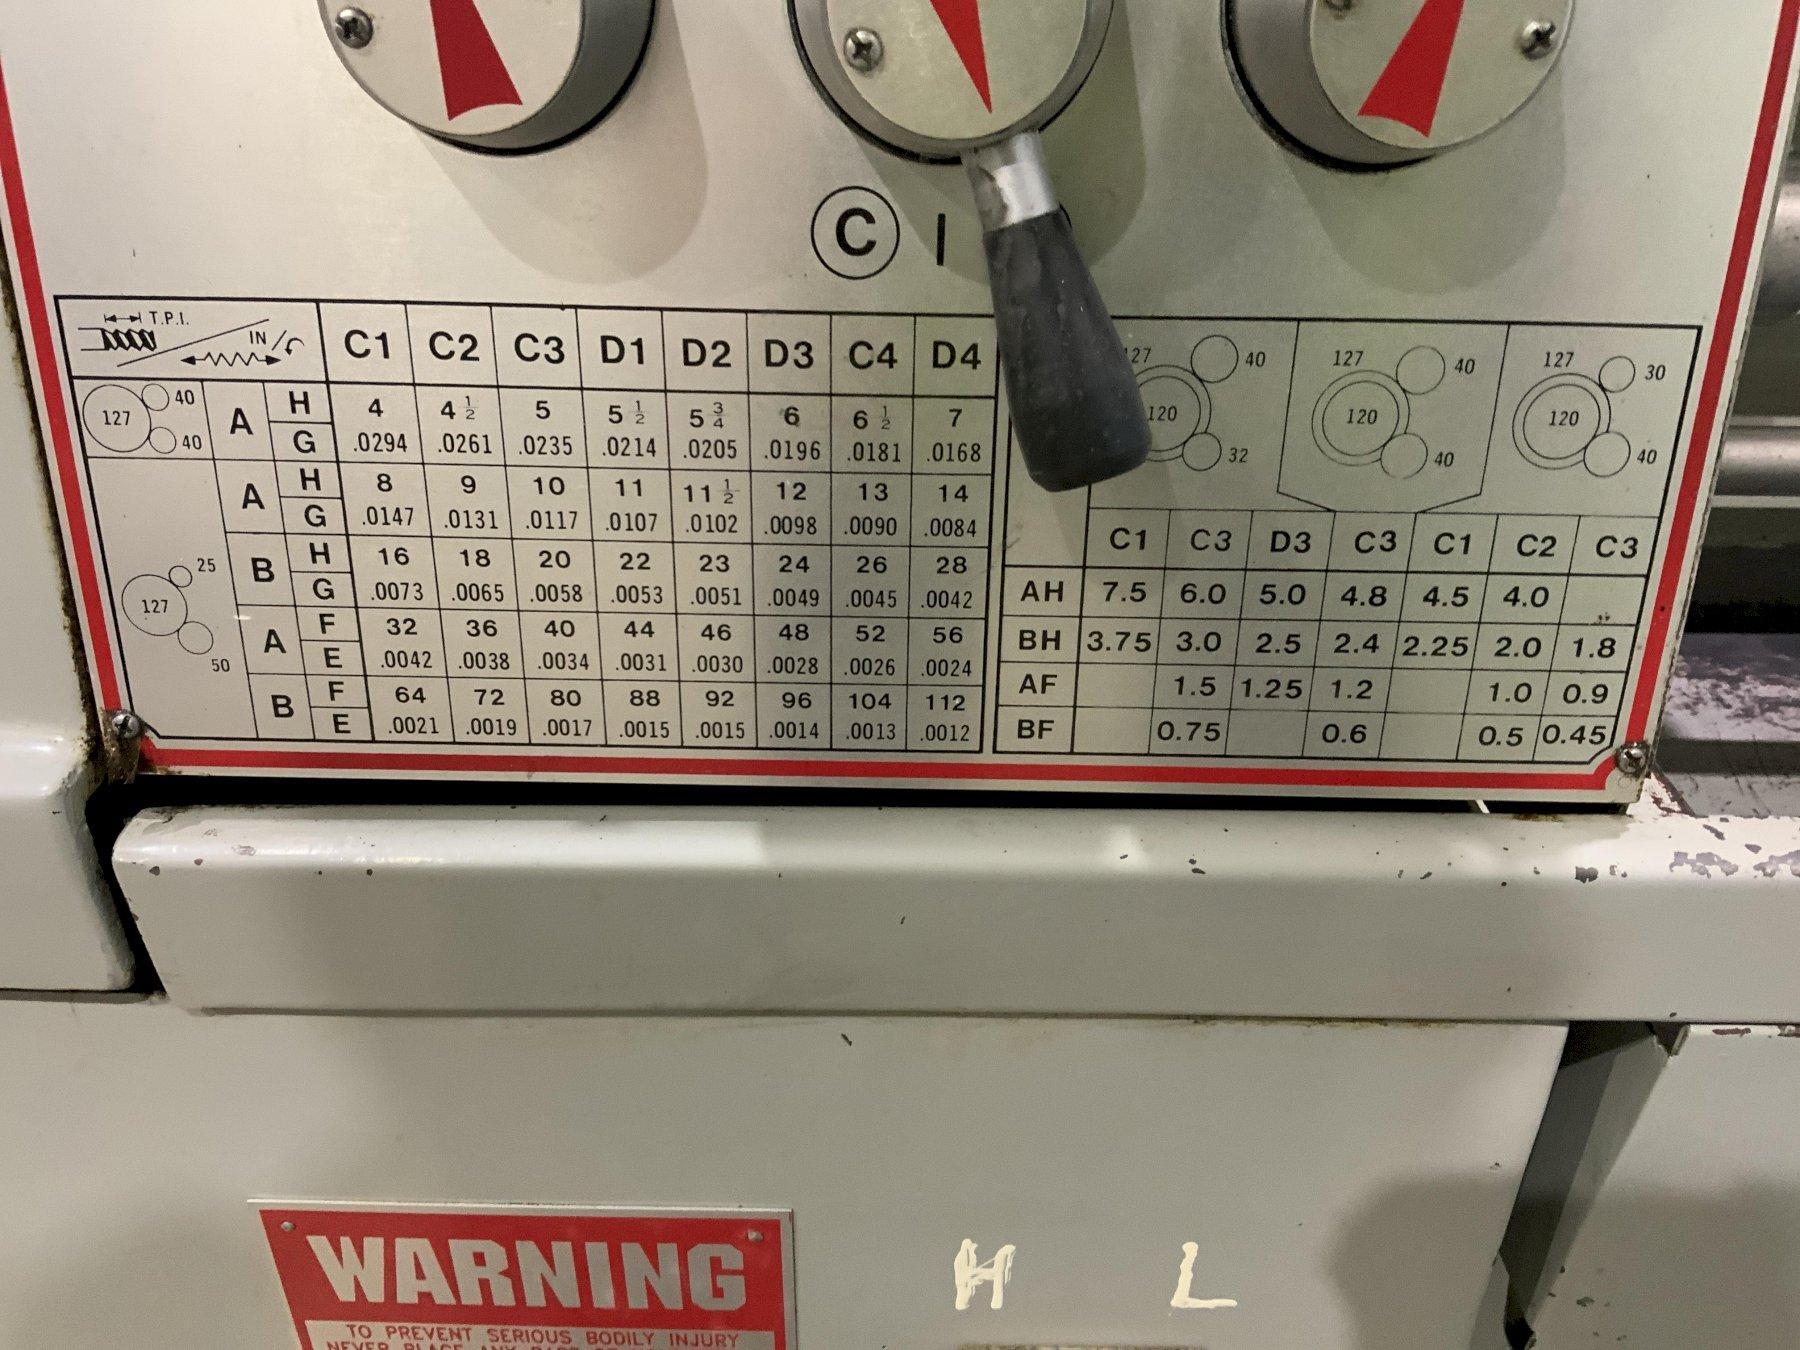 C I
T.P.I.
IN/
C1 C2 C3 D1 D2 D3 C4 D4
127 40 40
A H 4 4 1/2 5 5 1/2 5 3/4 6 6 1/2 7
G .0294 .0261 .0235 .0214 .0205 .0196 .0181 .0168
A H 8 9 10 11 11 1/2 12 13 14
G .0147 .0131 .0117 .0107 .0102 .0098 .0090 .0084
127 25 50
B H 16 18 20 22 23 24 26 28
G .0073 .0065 .0058 .0053 .0051 .0049 .0045 .0042
A F 32 36 40 44 46 48 52 56
E .0042 .0038 .0034 .0031 .0030 .0028 .0026 .0024
B F 64 72 80 88 92 96 104 112
E .0021 .0019 .0017 .0015 .0015 .0014 .0013 .0012
127 40 127 40 127 30
120 120 120
32 40 40
C1 C3 D3 C3 C1 C2 C3
AH 7.5 6.0 5.0 4.8 4.5 4.0
BH 3.75 3.0 2.5 2.4 2.25 2.0 1.8
AF 1.5 1.25 1.2 1.0 0.9
BF 0.75 0.6 0.5 0.45
WARNING
TO PREVENT SERIOUS BODILY INJURY
H L